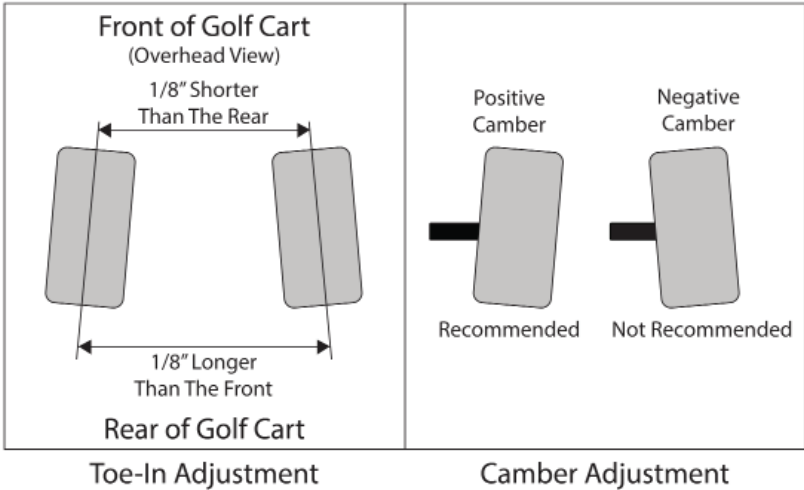 Front of Golf Cart
(Overhead View)
1/8" Shorter
Than The Rear
1/8" Longer
Than The Front
Rear of Golf Cart
Toe-In Adjustment
Positive
Camber
Negative
Camber
Recommended
Not Recommended
Camber Adjustment